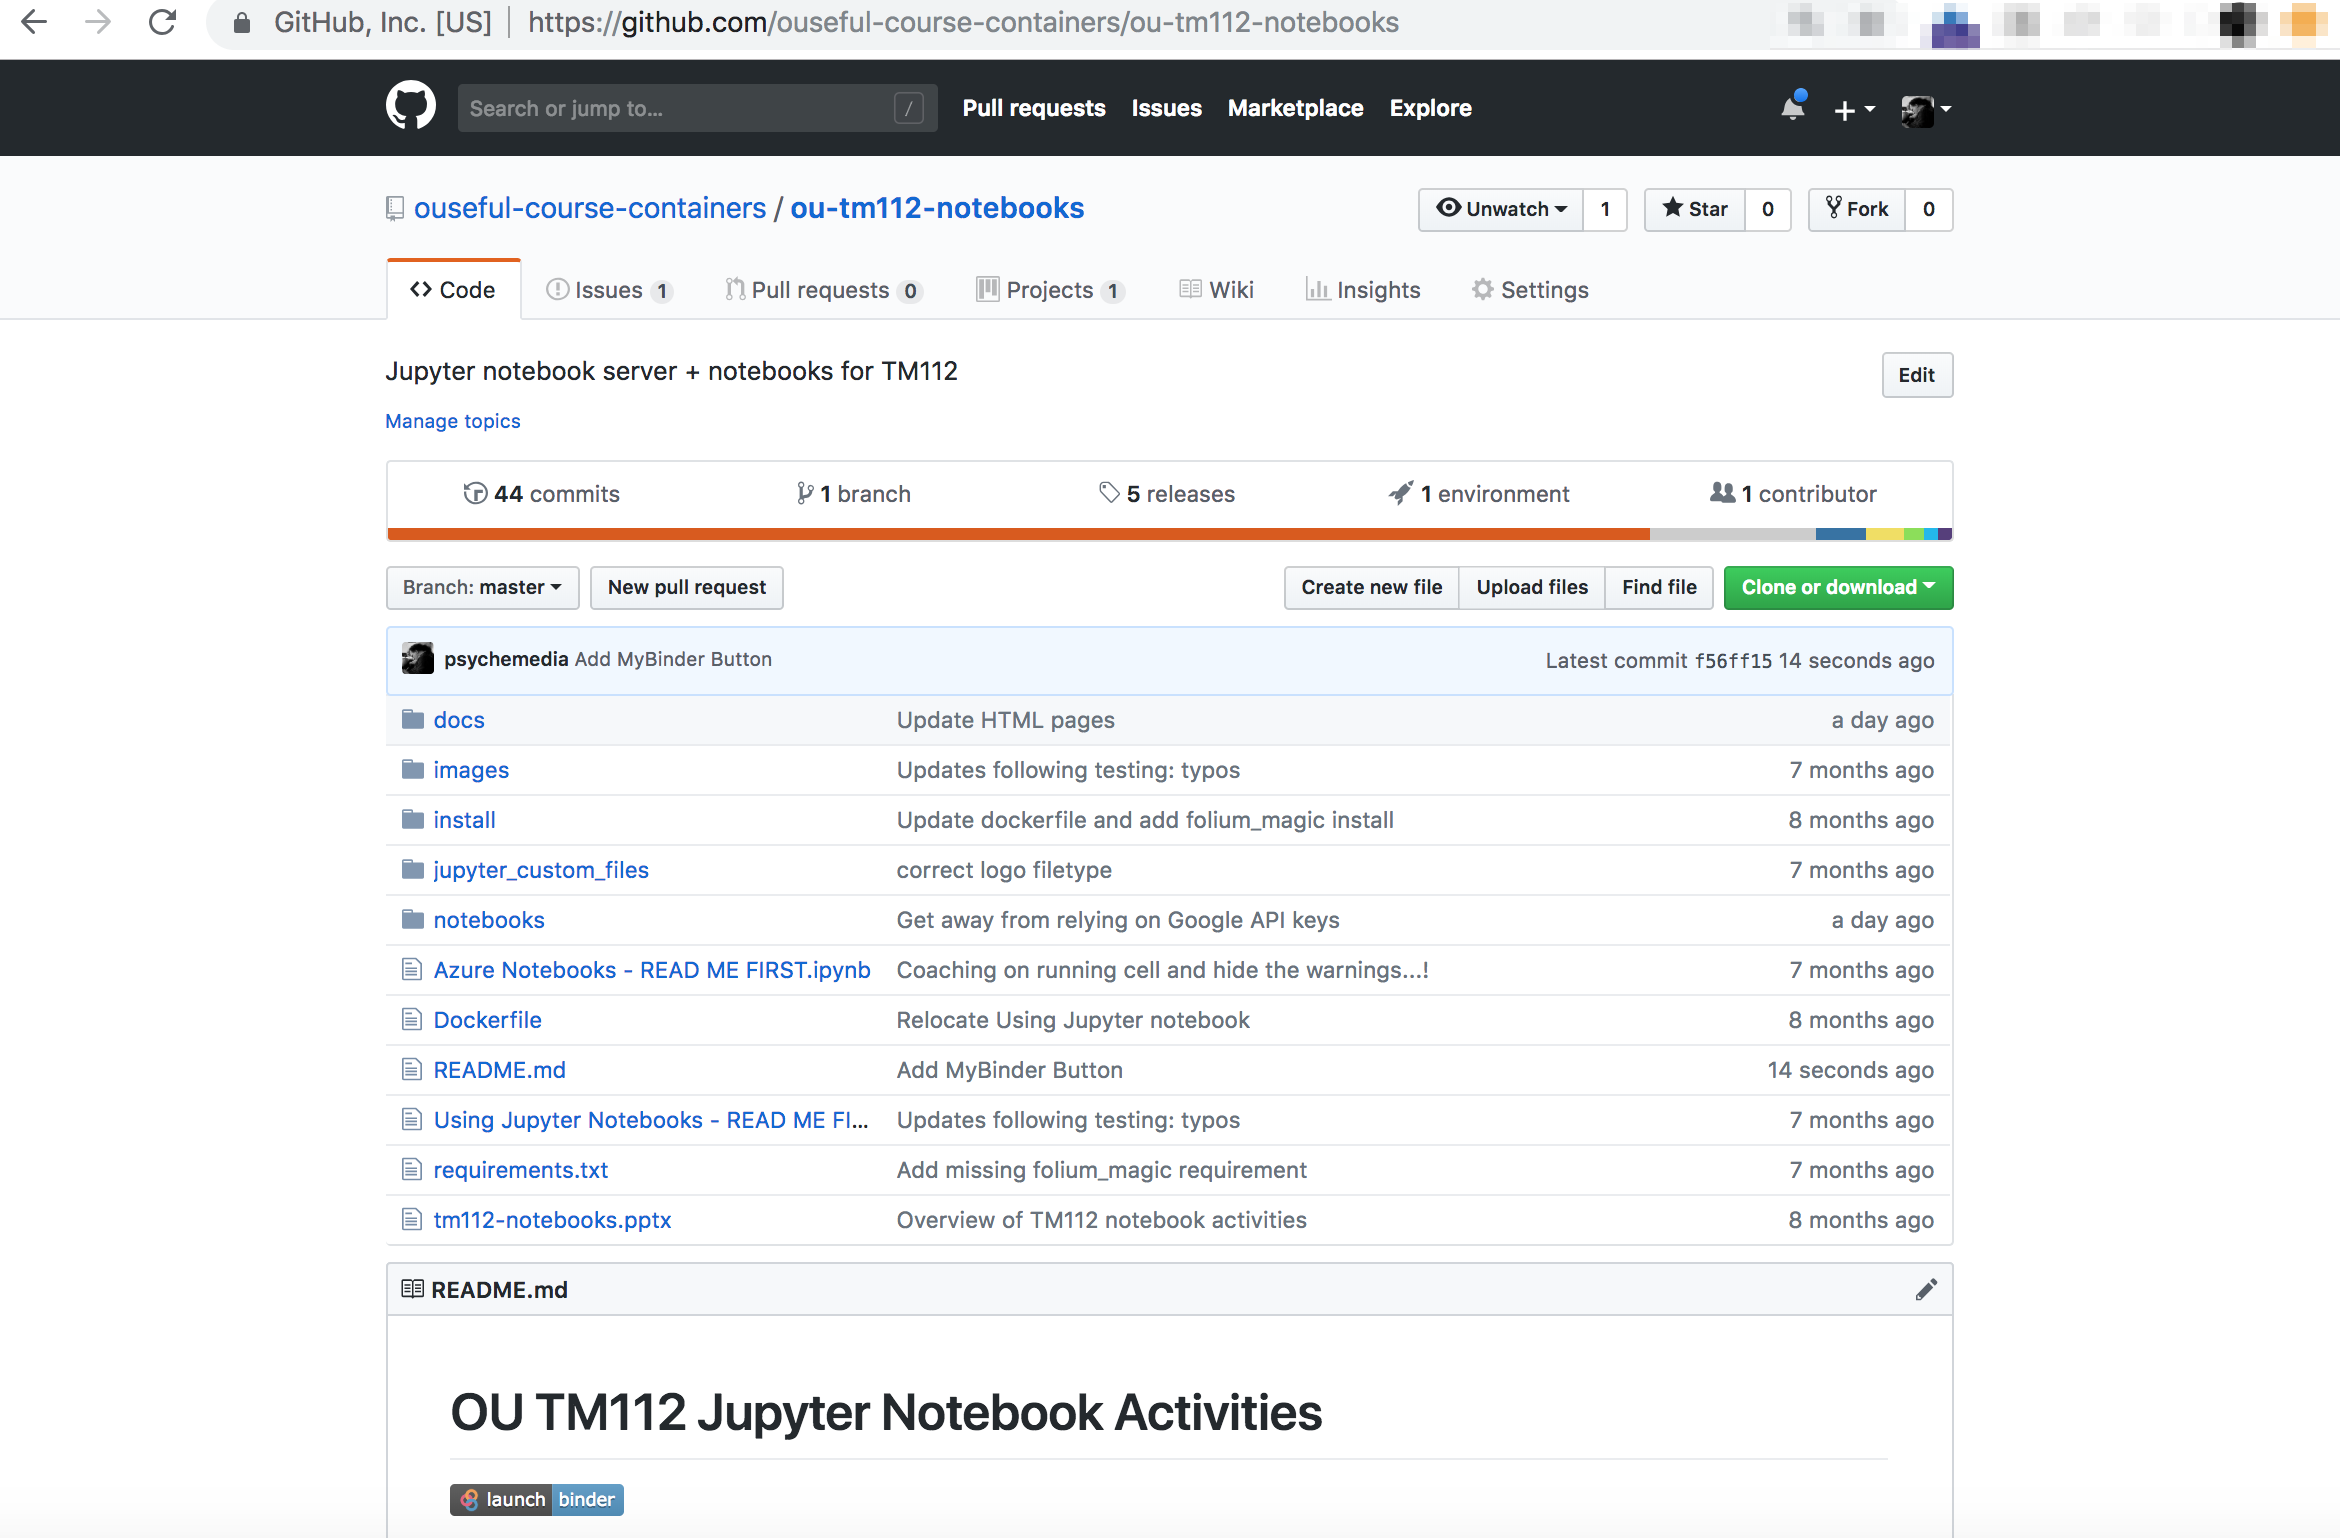 GitHub, Inc. [US] https://github.com/ouseful-course-containers/ou-tm112-notebooks
Search or jump to... / Pull requests Issues Marketplace Explore
ouseful-course-containers / ou-tm112-notebooks Unwatch 1 Star 0 Fork 0
Code Issues 1 Pull requests 0 Projects 1 Wiki Insights Settings
Jupyter notebook server + notebooks for TM112 Edit
Manage topics
44 commits 1 branch 5 releases 1 environment 1 contributor
Branch: master New pull request Create new file Upload files Find file Clone or download
psychemedia Add MyBinder Button Latest commit f56ff15 14 seconds ago
docs Update HTML pages a day ago
images Updates following testing: typos 7 months ago
install Update dockerfile and add folium_magic install 8 months ago
jupyter_custom_files correct logo filetype 7 months ago
notebooks Get away from relying on Google API keys a day ago
Azure Notebooks - READ ME FIRST.ipynb Coaching on running cell and hide the warnings...! 7 months ago
Dockerfile Relocate Using Jupyter notebook 8 months ago
README.md Add MyBinder Button 14 seconds ago
Using Jupyter Notebooks - READ ME FI... Updates following testing: typos 7 months ago
requirements.txt Add missing folium_magic requirement 7 months ago
tm112-notebooks.pptx Overview of TM112 notebook activities 8 months ago
README.md
OU TM112 Jupyter Notebook Activities
launch binder